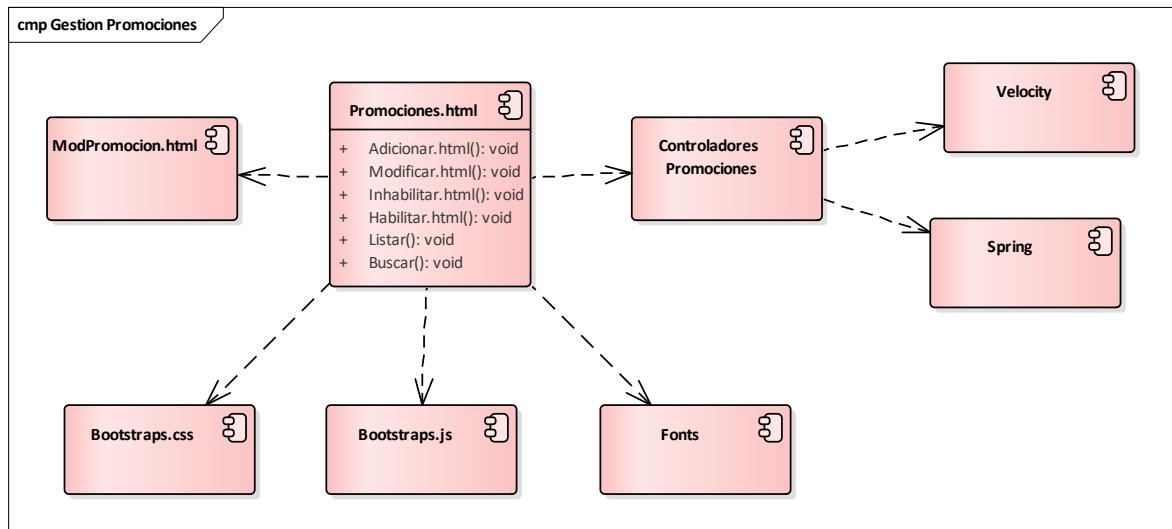 cmp Gestion Promociones
Velocity
Promociones.html
ModPromocion.html
Controladores
Promociones
+ Adicionar.html(): void
+ Modificar.html(): void
+ Inhabilitar.html(): void
+ Habilitar.html(): void
+ Listar(): void
+ Buscar(): void
Spring
Bootstraps.css
Bootstraps.js
Fonts